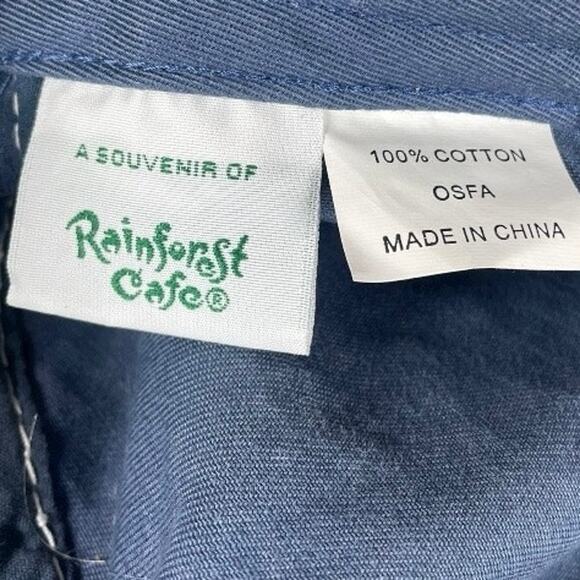 A SOUVENIR OF
Rainforest
Cafe®
100% COTTON
OSFA
MADE IN CHINA